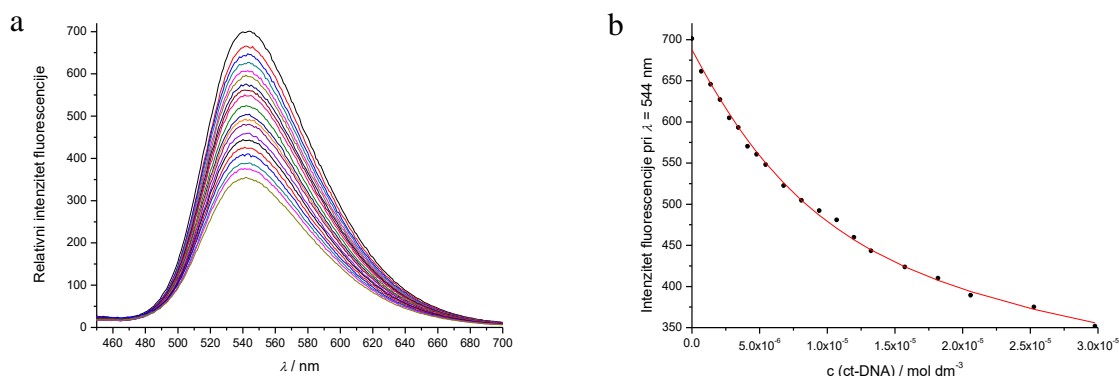 a
Relativni intenzitet fluorescencije
700
600
500
400
300
200
100
0
460 480 500 520 540 560 580 600 620 640 660 680 700
λ / nm
b
Intenzitet fluorescencije pri λ = 544 nm
700
650
600
550
500
450
400
350
0.0 5.0x10⁻⁶ 1.0x10⁻⁵ 1.5x10⁻⁵ 2.0x10⁻⁵ 2.5x10⁻⁵ 3.0x10⁻⁵
c (ct-DNA) / mol dm⁻³